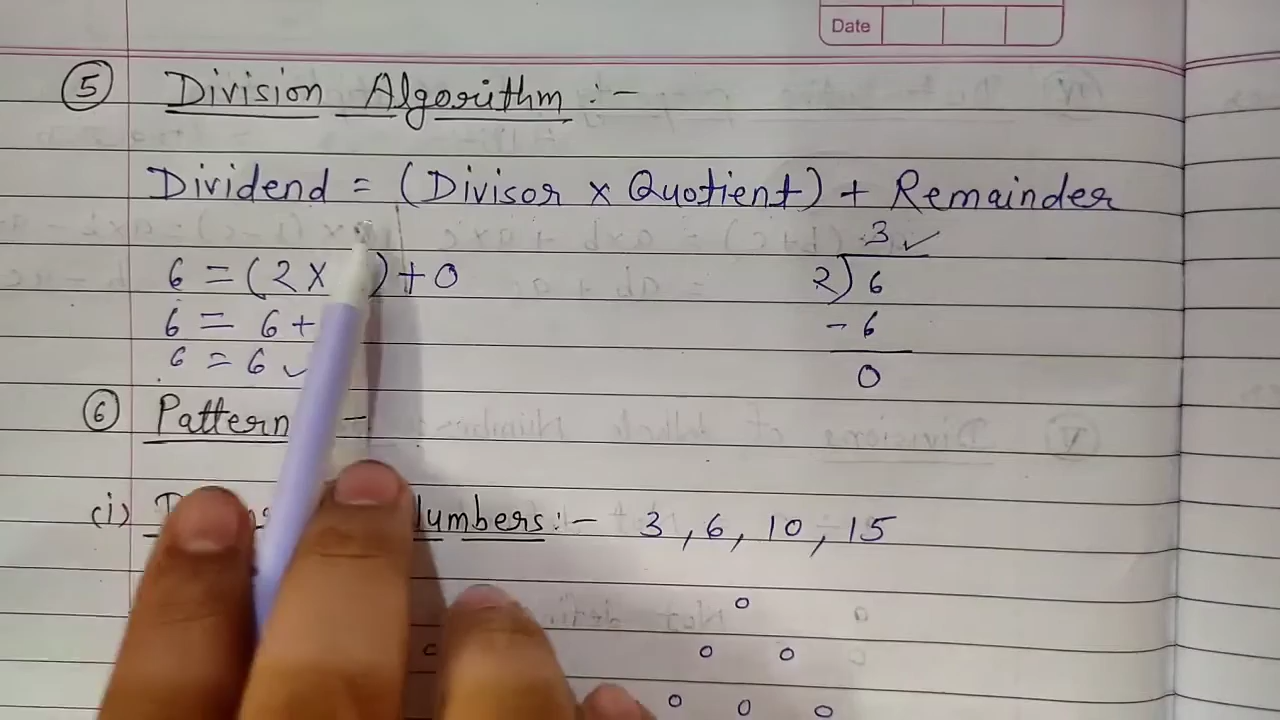 Date
5 Division Algorithm :-
Dividend = (Divisor × Quotient) + Remainder
6 = (2 × ) + 0
6 = 6 +
6 = 6 ✓
3 ✓
2) 6
- 6
0
6 Pattern -
(i) Numbers :- 3, 6, 10, 15